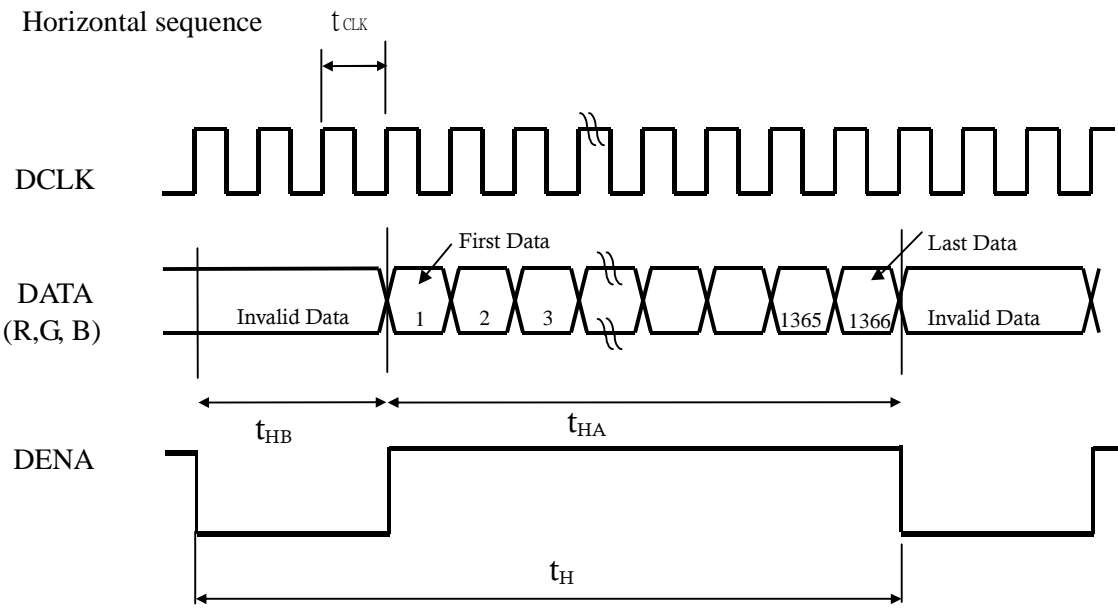 Horizontal sequence
tCLK
DCLK
First Data
Last Data
DATA
(R,G, B)
Invalid Data
1
2
3
1365
1366
Invalid Data
tHB
tHA
DENA
tH